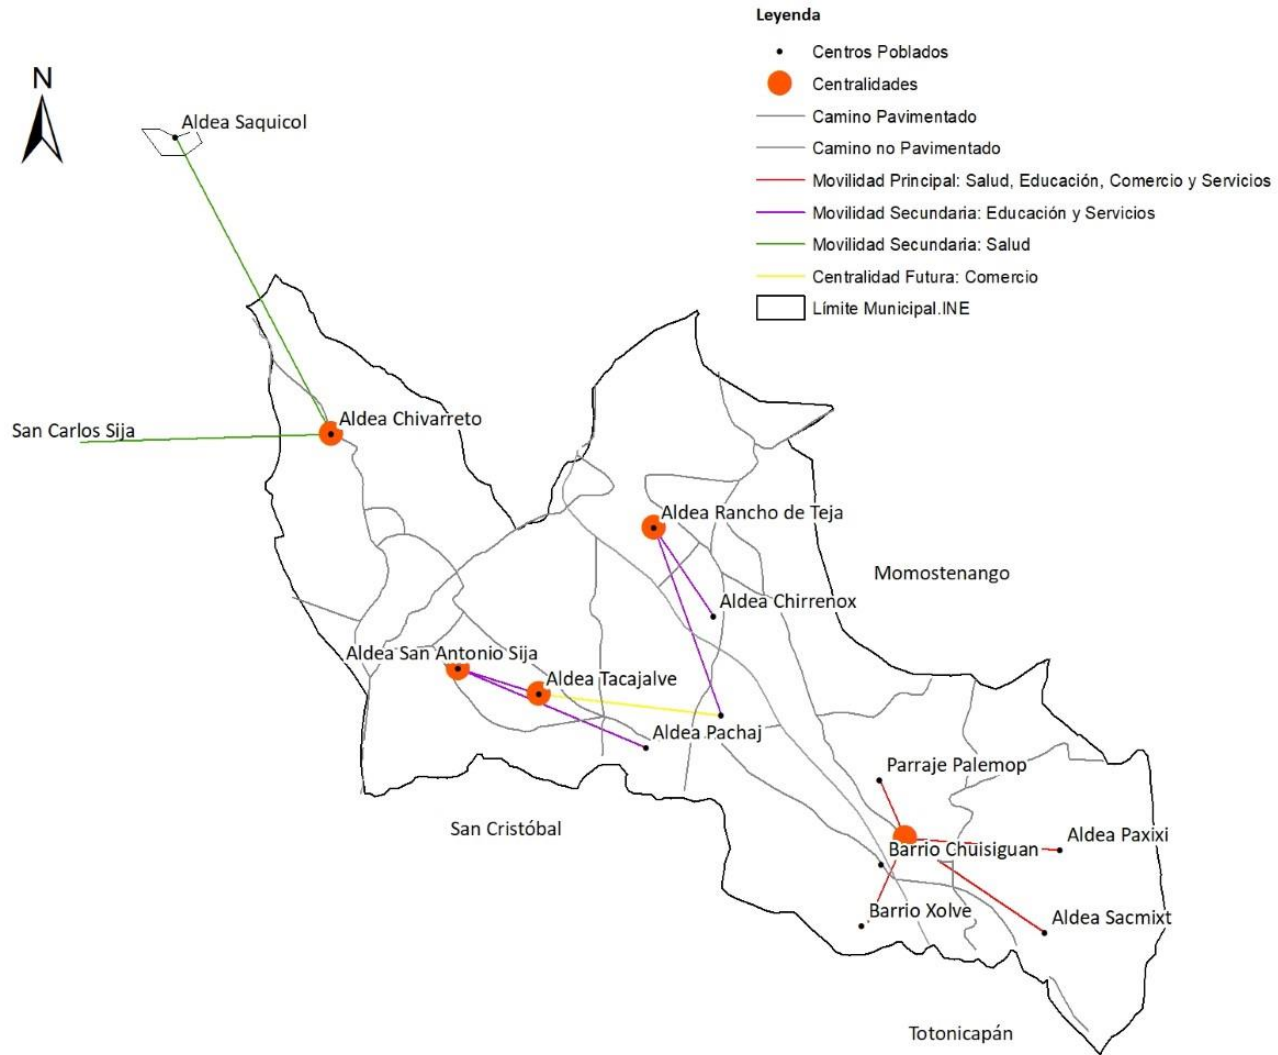 Leyenda
Centros Poblados
Centralidades
Camino Pavimentado
Camino no Pavimentado
Movilidad Principal: Salud, Educación, Comercio y Servicios
Movilidad Secundaria: Educación y Servicios
Movilidad Secundaria: Salud
Centralidad Futura: Comercio
Límite Municipal.INE
N
Aldea Saquicol
Aldea Chivarreto
San Carlos Sija
Aldea Rancho de Teja
Momostenango
Aldea Chirrenox
Aldea San Antonio Sija
Aldea Tacajalve
Aldea Pachaj
Parraje Palemop
San Cristóbal
Aldea Paxixi
Barrio Chuisiguan
Barrio Xolve
Aldea Sacmixt
Totonicapán